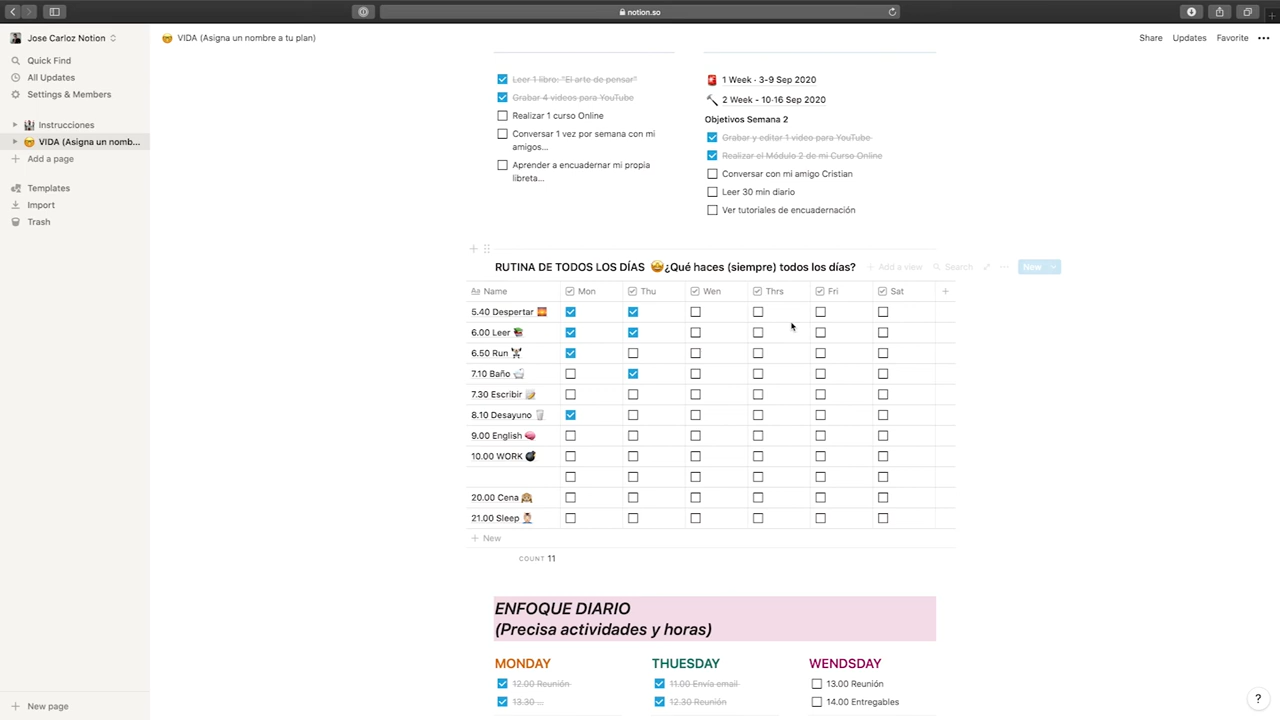 notion.so
Jose Carloz Notion
VIDA (Asigna un nombre a tu plan)
Share
Updates
Favorite
Quick Find
All Updates
Settings & Members
Instrucciones
VIDA (Asigna un nomb...
Add a page
Templates
Import
Trash
Leer 1 libro: "El arte de pensar"
Grabar 4 videos para YouTube
Realizar 1 curso Online
Conversar 1 vez por semana con mi
amigos...
Aprender a encuadernar mi propia
libreta...
1 Week - 3-9 Sep 2020
2 Week - 10-16 Sep 2020
Objetivos Semana 2
Grabar y editar 1 video para YouTube
Realizar el Módulo 2 de mi Curso Online
Conversar con mi amigo Cristian
Leer 30 min diario
Ver tutoriales de encuadernación
RUTINA DE TODOS LOS DÍAS 🤩¿Qué haces (siempre) todos los días?
Add a view
Search
New
Name Mon Thu Wen Thrs Fri Sat
5.40 Despertar
6.00 Leer
6.50 Run
7.10 Baño
7.30 Escribir
8.10 Desayuno
9.00 English
10.00 WORK
20.00 Cena
21.00 Sleep
New
COUNT 11
ENFOQUE DIARIO
(Precisa actividades y horas)
MONDAY
12.00 Reunión
13.30 ...
THUESDAY
11.00 Envía email
12.30 Reunión
WENDSDAY
13.00 Reunión
14.00 Entregables
New page
?